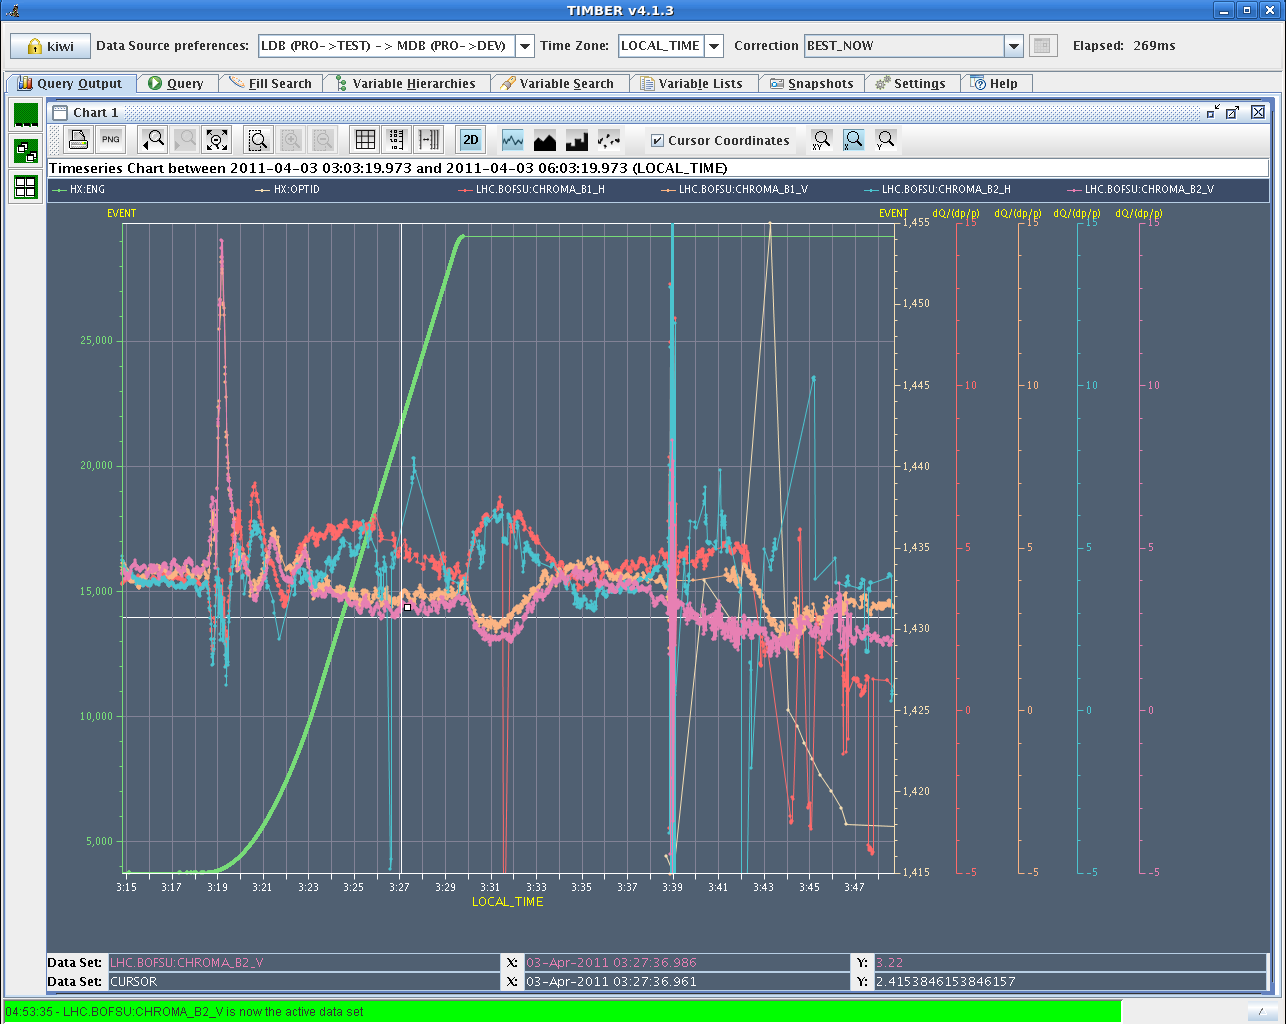 TIMBER v4.1.3
kiwi Data Source preferences: LDB (PRO->TEST) -> MDB (PRO->DEV) Time Zone: LOCAL_TIME Correction BEST_NOW Elapsed: 269ms
Query Output Query Fill Search Variable Hierarchies Variable Search Variable Lists Snapshots Settings Help
Chart 1
PNG 2D Cursor Coordinates XY X Y
Timeseries Chart between 2011-04-03 03:03:19.973 and 2011-04-03 06:03:19.973 (LOCAL_TIME)
HX:ENG HX:OPTID LHC.BOFSU:CHROMA_B1_H LHC.BOFSU:CHROMA_B1_V LHC.BOFSU:CHROMA_B2_H LHC.BOFSU:CHROMA_B2_V
EVENT EVENT dQ/(dp/p) dQ/(dp/p) dQ/(dp/p) dQ/(dp/p)
1,455 15 15 15 15
1,450
25,000
1,445 10 10 10 10
20,000 1,440
1,435 5 5 5 5
15,000
1,430
10,000 1,425 0 0 0 0
1,420
5,000
1,415 -5 -5 -5 -5
3:15 3:17 3:19 3:21 3:23 3:25 3:27 3:29 3:31 3:33 3:35 3:37 3:39 3:41 3:43 3:45 3:47
LOCAL_TIME
Data Set: LHC.BOFSU:CHROMA_B2_V X: 03-Apr-2011 03:27:36.986 Y: 3.22
Data Set: CURSOR X: 03-Apr-2011 03:27:36.961 Y: 2.4153846153846157
04:53:35 - LHC.BOFSU:CHROMA_B2_V is now the active data set